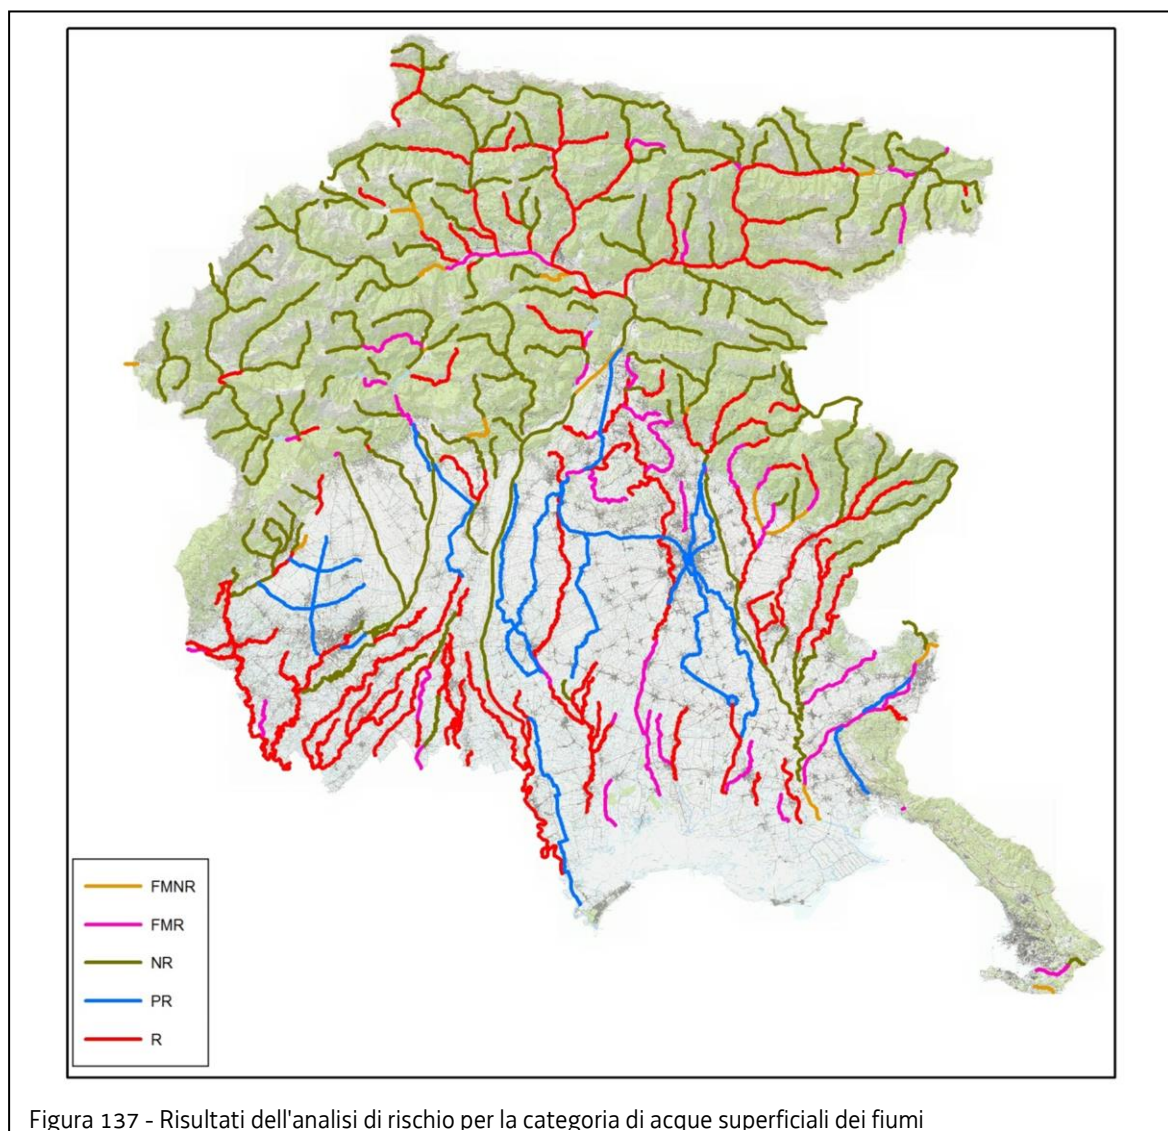 FMNR
FMR
NR
PR
R
Figura 137 - Risultati dell'analisi di rischio per la categoria di acque superficiali dei fiumi